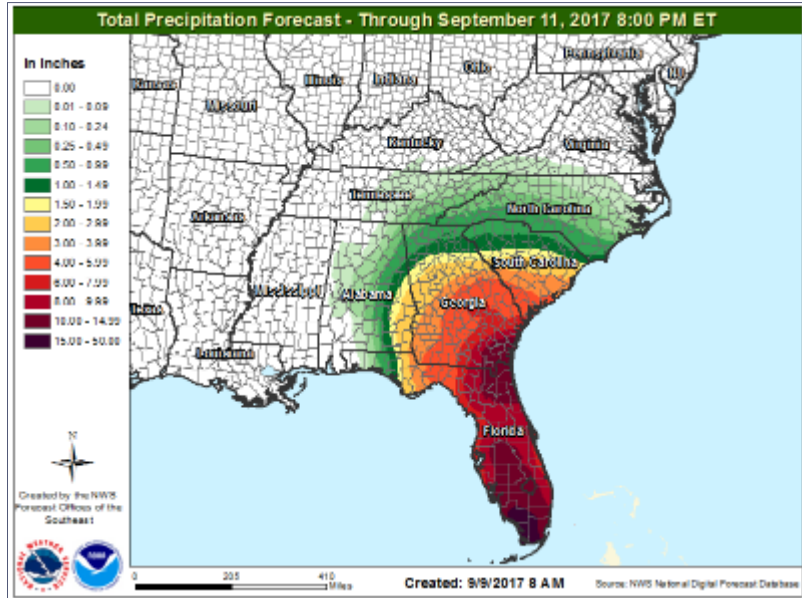 Total Precipitation Forecast - Through September 11, 2017 8:00 PM ET
In Inches
0.00
0.01 - 0.09
0.10 - 0.24
0.25 - 0.49
0.50 - 0.99
1.00 - 1.49
1.50 - 1.99
2.00 - 2.99
3.00 - 3.99
4.00 - 5.99
6.00 - 7.99
8.00 - 9.99
10.00 - 14.99
15.00 - 50.00
Kansas
Missouri
Illinois
Indiana
Ohio
Pennsylvania
NJ
Kentucky
Virginia
Tennessee
North Carolina
Arkansas
South Carolina
Mississippi
Alabama
Georgia
Louisiana
Florida
N
Created by the NWS
Forecast Offices of the
Southeast
0 205 410
Miles
Created: 9/9/2017 8 AM
Source: NWS National Digital Forecast Database